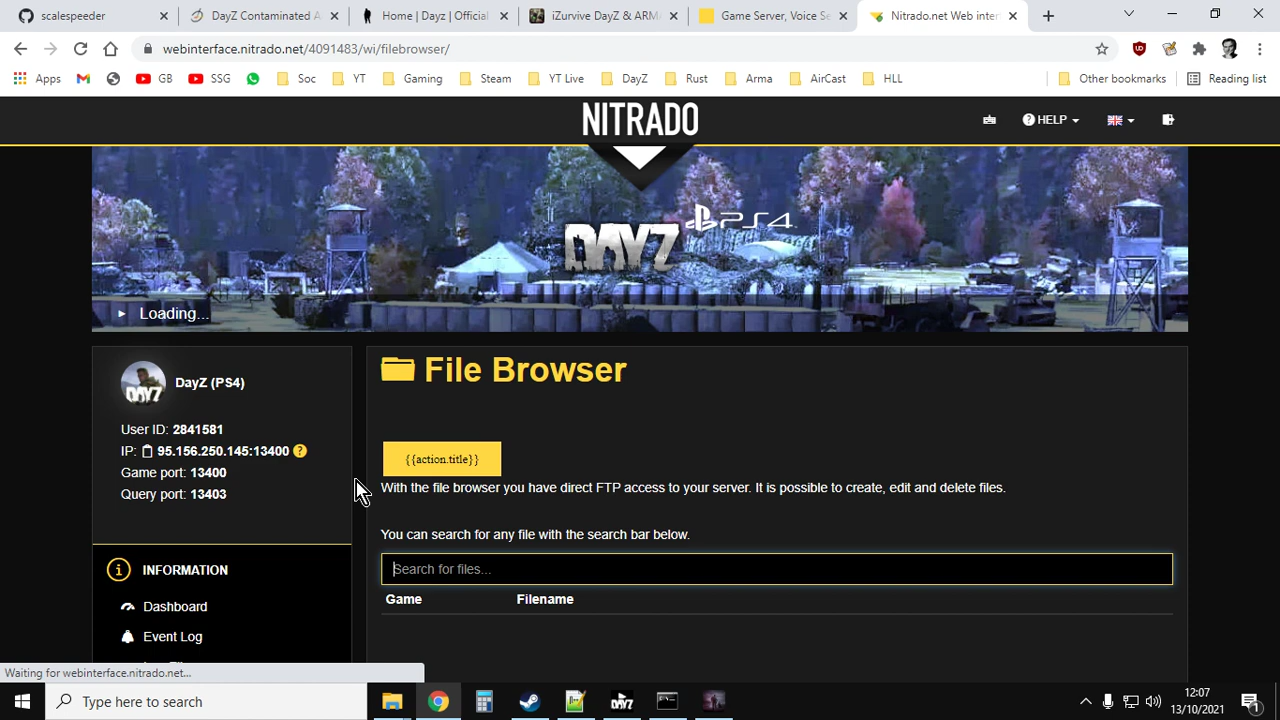 scalespeeder
DayZ Contaminated A
Home | Dayz | Official
iZurvive DayZ & ARMA
Game Server, Voice Se
Nitrado.net Web inter
webinterface.nitrado.net/4091483/wi/filebrowser/
Apps
GB
SSG
Soc
YT
Gaming
Steam
YT Live
DayZ
Rust
Arma
AirCast
HLL
Other bookmarks
Reading list
NITRADO
HELP
DAYZ
PS4
Loading...
DAYZ
DayZ (PS4)
User ID: 2841581
IP: 95.156.250.145:13400 ?
Game port: 13400
Query port: 13403
INFORMATION
Dashboard
Event Log
File Browser
{{action.title}}
With the file browser you have direct FTP access to your server. It is possible to create, edit and delete files.
You can search for any file with the search bar below.
Search for files...
Game Filename
Waiting for webinterface.nitrado.net...
Type here to search
DAYZ
12:07
13/10/2021
1